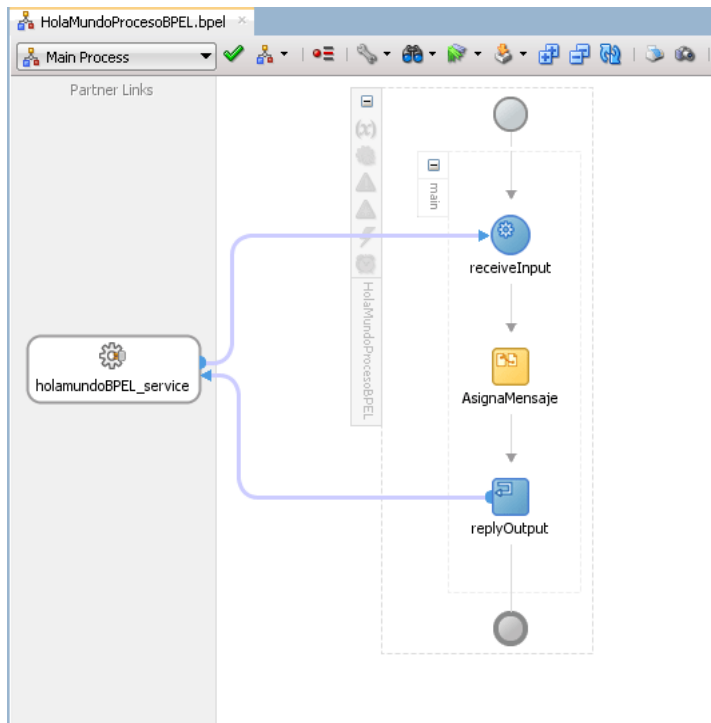 HolaMundoProcesoBPEL.bpel
Main Process
Partner Links
(x)
main
receiveInput
HolaMundoProcesoBPEL
holamundoBPEL_service
AsignaMensaje
replyOutput